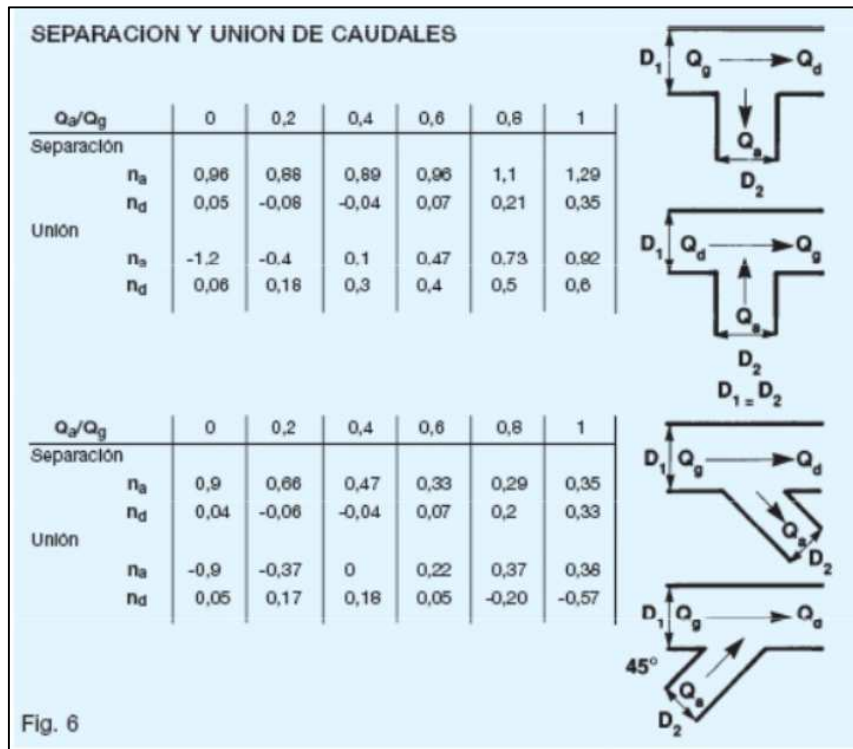 SEPARACION Y UNION DE CAUDALES
Qa/Qg 0 0,2 0,4 0,6 0,8 1
Separación
na 0,96 0,88 0,89 0,96 1,1 1,29
nd 0,05 -0,08 -0,04 0,07 0,21 0,35
Unión
na -1,2 -0,4 0,1 0,47 0,73 0,92
nd 0,06 0,18 0,3 0,4 0,5 0,6
D1 Qg Qd
Qa
D2
D1 Qd Qg
Qa
D2
D1 = D2
Qa/Qg 0 0,2 0,4 0,6 0,8 1
Separación
na 0,9 0,66 0,47 0,33 0,29 0,35
nd 0,04 -0,06 -0,04 0,07 0,2 0,33
Unión
na -0,9 -0,37 0 0,22 0,37 0,38
nd 0,05 0,17 0,18 0,05 -0,20 -0,57
D1 Qg Qd
Qa
D2
D1 Qg Qd
45°
Qa
D2
Fig. 6